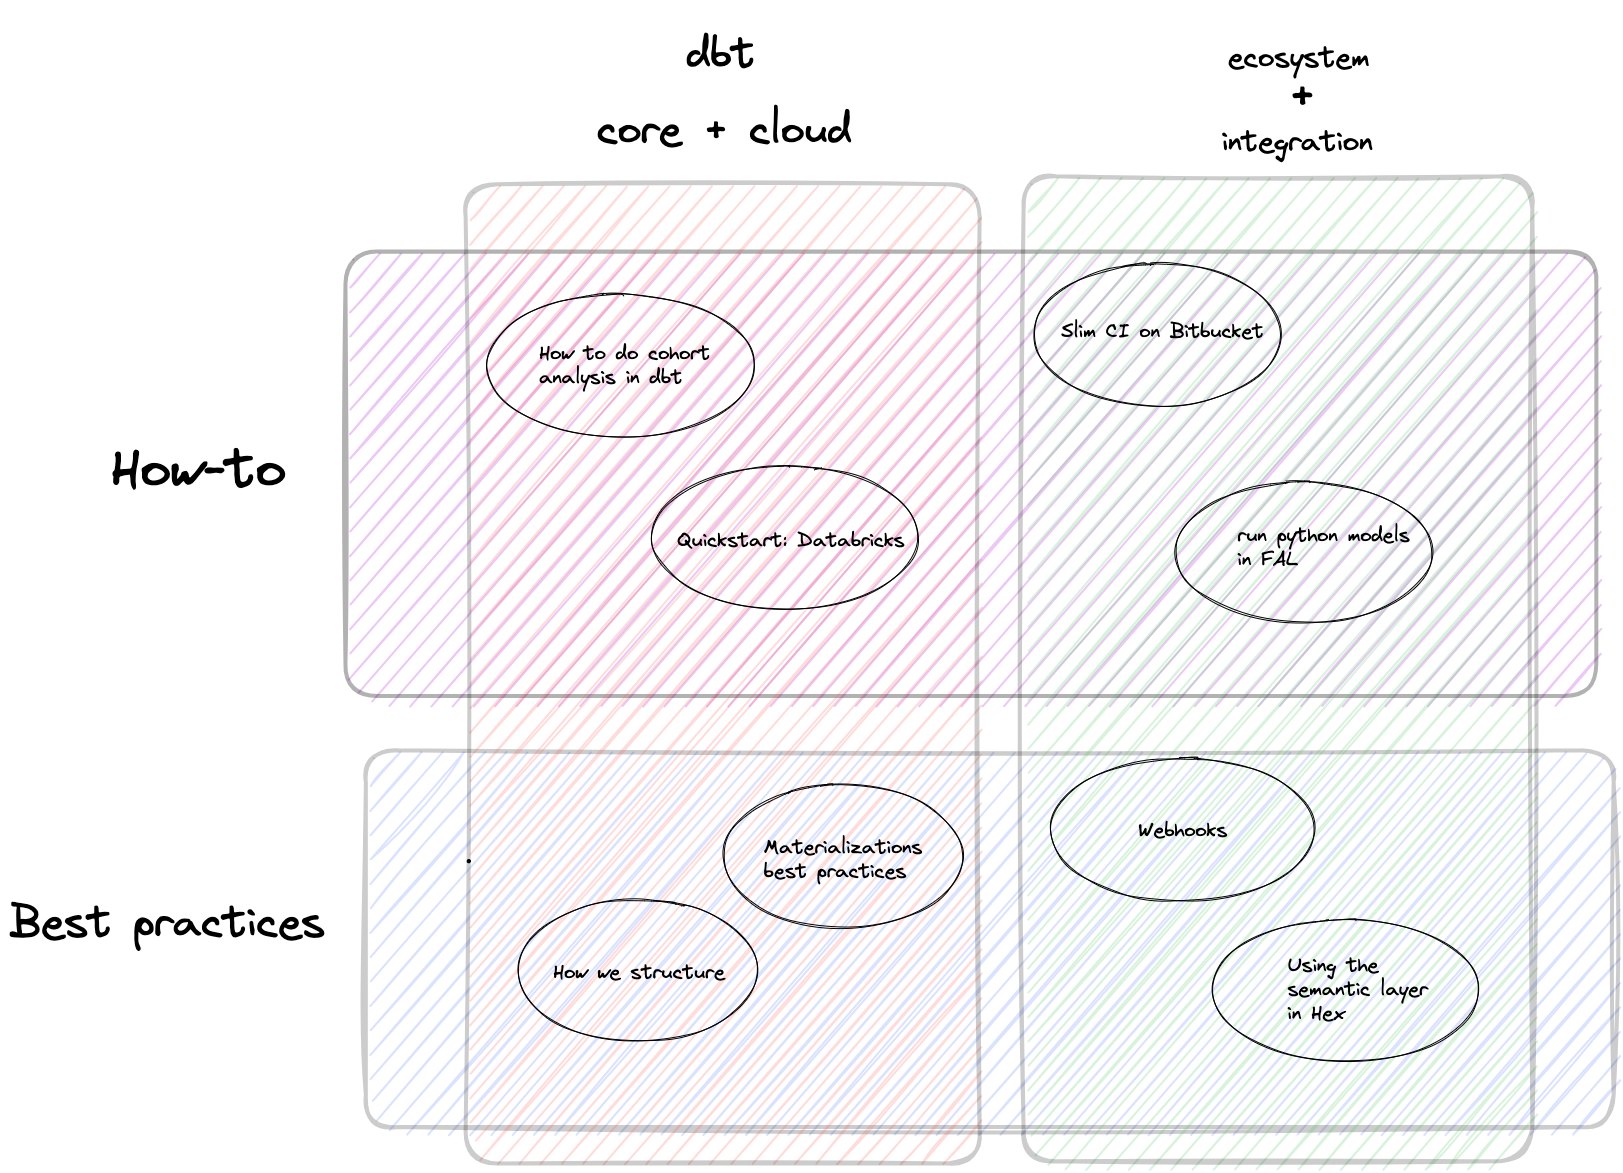 dbt
core + cloud
ecosystem
+
integration
How-to
How to do cohort
analysis in dbt
Quickstart: Databricks
Slim CI on Bitbucket
run python models
in FAL
Best practices
Materializations
best practices
How we structure
Webhooks
Using the
semantic layer
in Hex